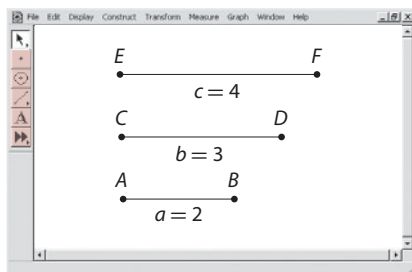 File Edit Display Construct Transform Measure Graph Window Help
E F
c = 4
C D
b = 3
A B
a = 2
A